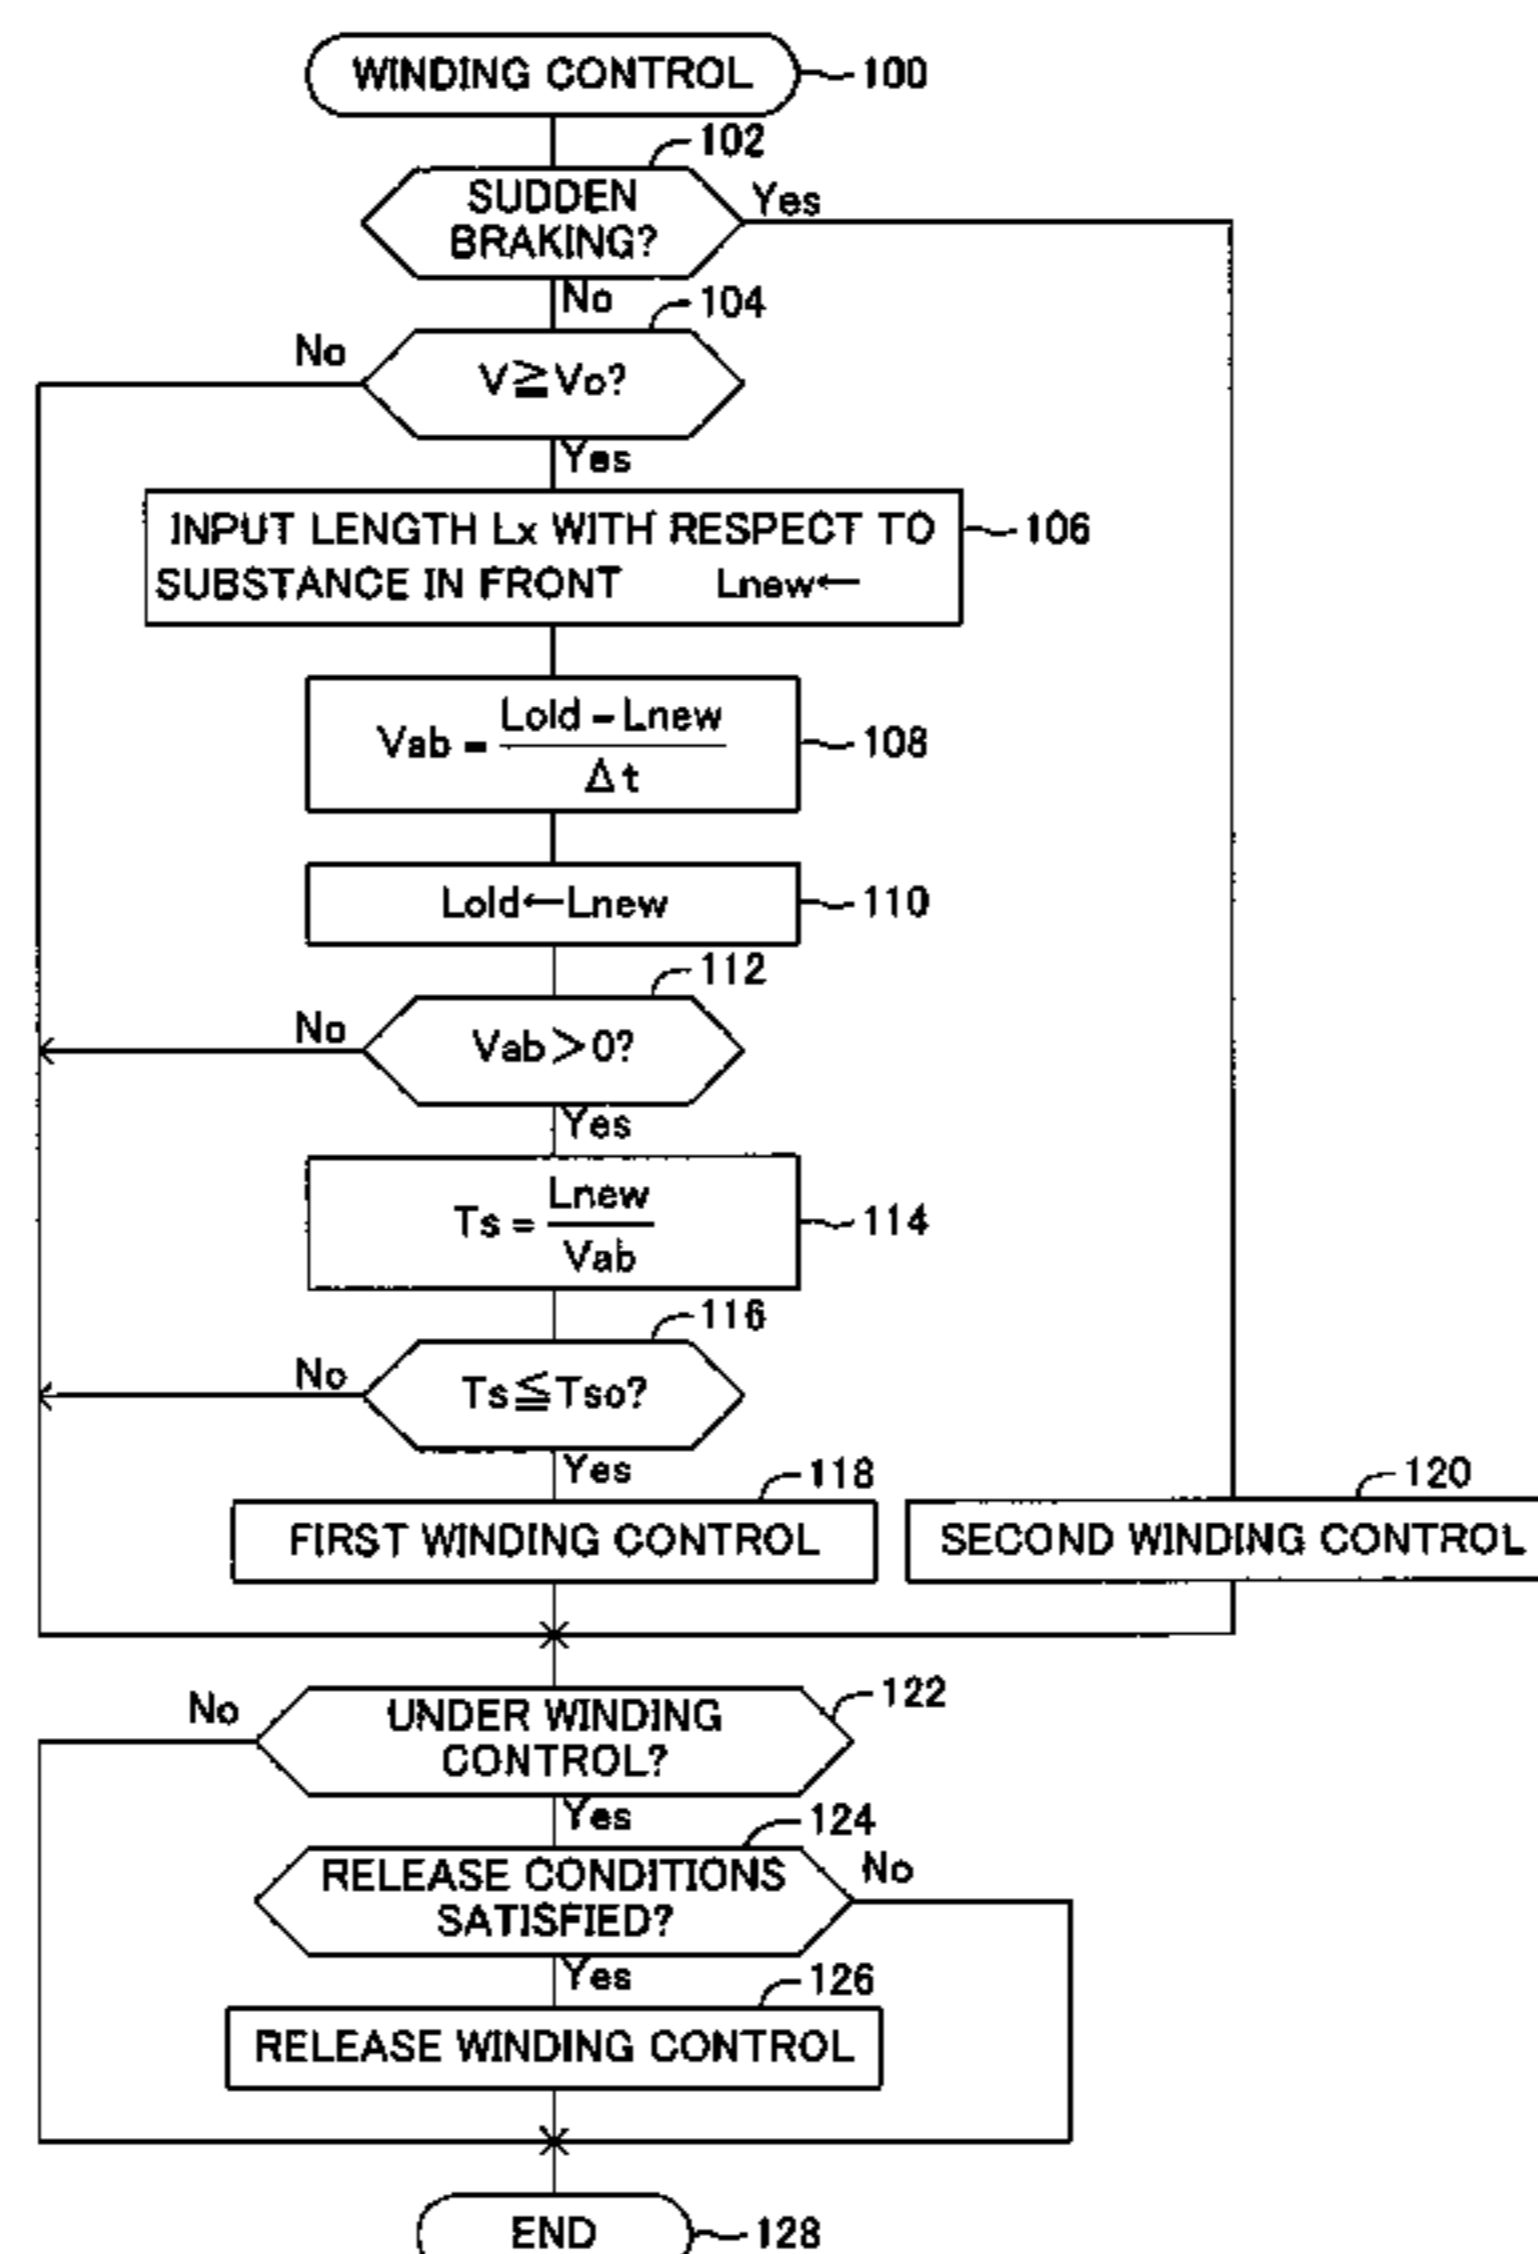 WINDING CONTROL
100
102
SUDDEN
BRAKING?
Yes
No
104
No
V≧Vo?
Yes
INPUT LENGTH Lx WITH RESPECT TO
SUBSTANCE IN FRONT Lnew←
106
Vab = (Lold - Lnew) / Δt
108
Lold←Lnew
110
112
No
Vab>0?
Yes
Ts = Lnew / Vab
114
116
No
Ts≦Tso?
Yes
118
FIRST WINDING CONTROL
120
SECOND WINDING CONTROL
No
UNDER WINDING
CONTROL?
122
Yes
124
RELEASE CONDITIONS
SATISFIED?
No
Yes
126
RELEASE WINDING CONTROL
END
128